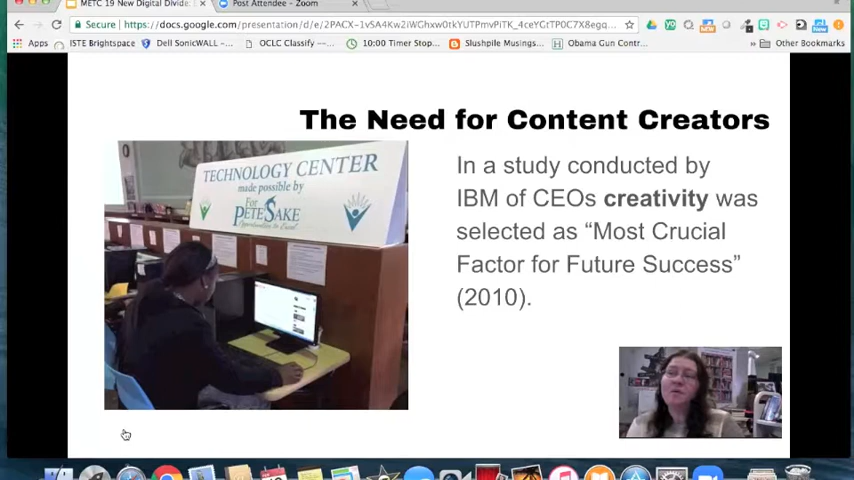 METC 19 New Digital Divide:
Post Attendee - Zoom
Secure
https://docs.google.com/presentation/d/e/2PACX-1vSA4Kw2iWGhxw0tkYUTPmvPiTK_4ceYGtTP0C7X8egq...
Apps
ISTE Brightspace
Dell SonicWALL -...
OCLC Classify -...
10:00 Timer Stop...
Slushpile Musings...
Obama Gun Contr...
»
Other Bookmarks
The Need for Content Creators
In a study conducted by
IBM of CEOs creativity was
selected as “Most Crucial
Factor for Future Success”
(2010).
TECHNOLOGY CENTER
made possible by
For
PETE'S SAKE